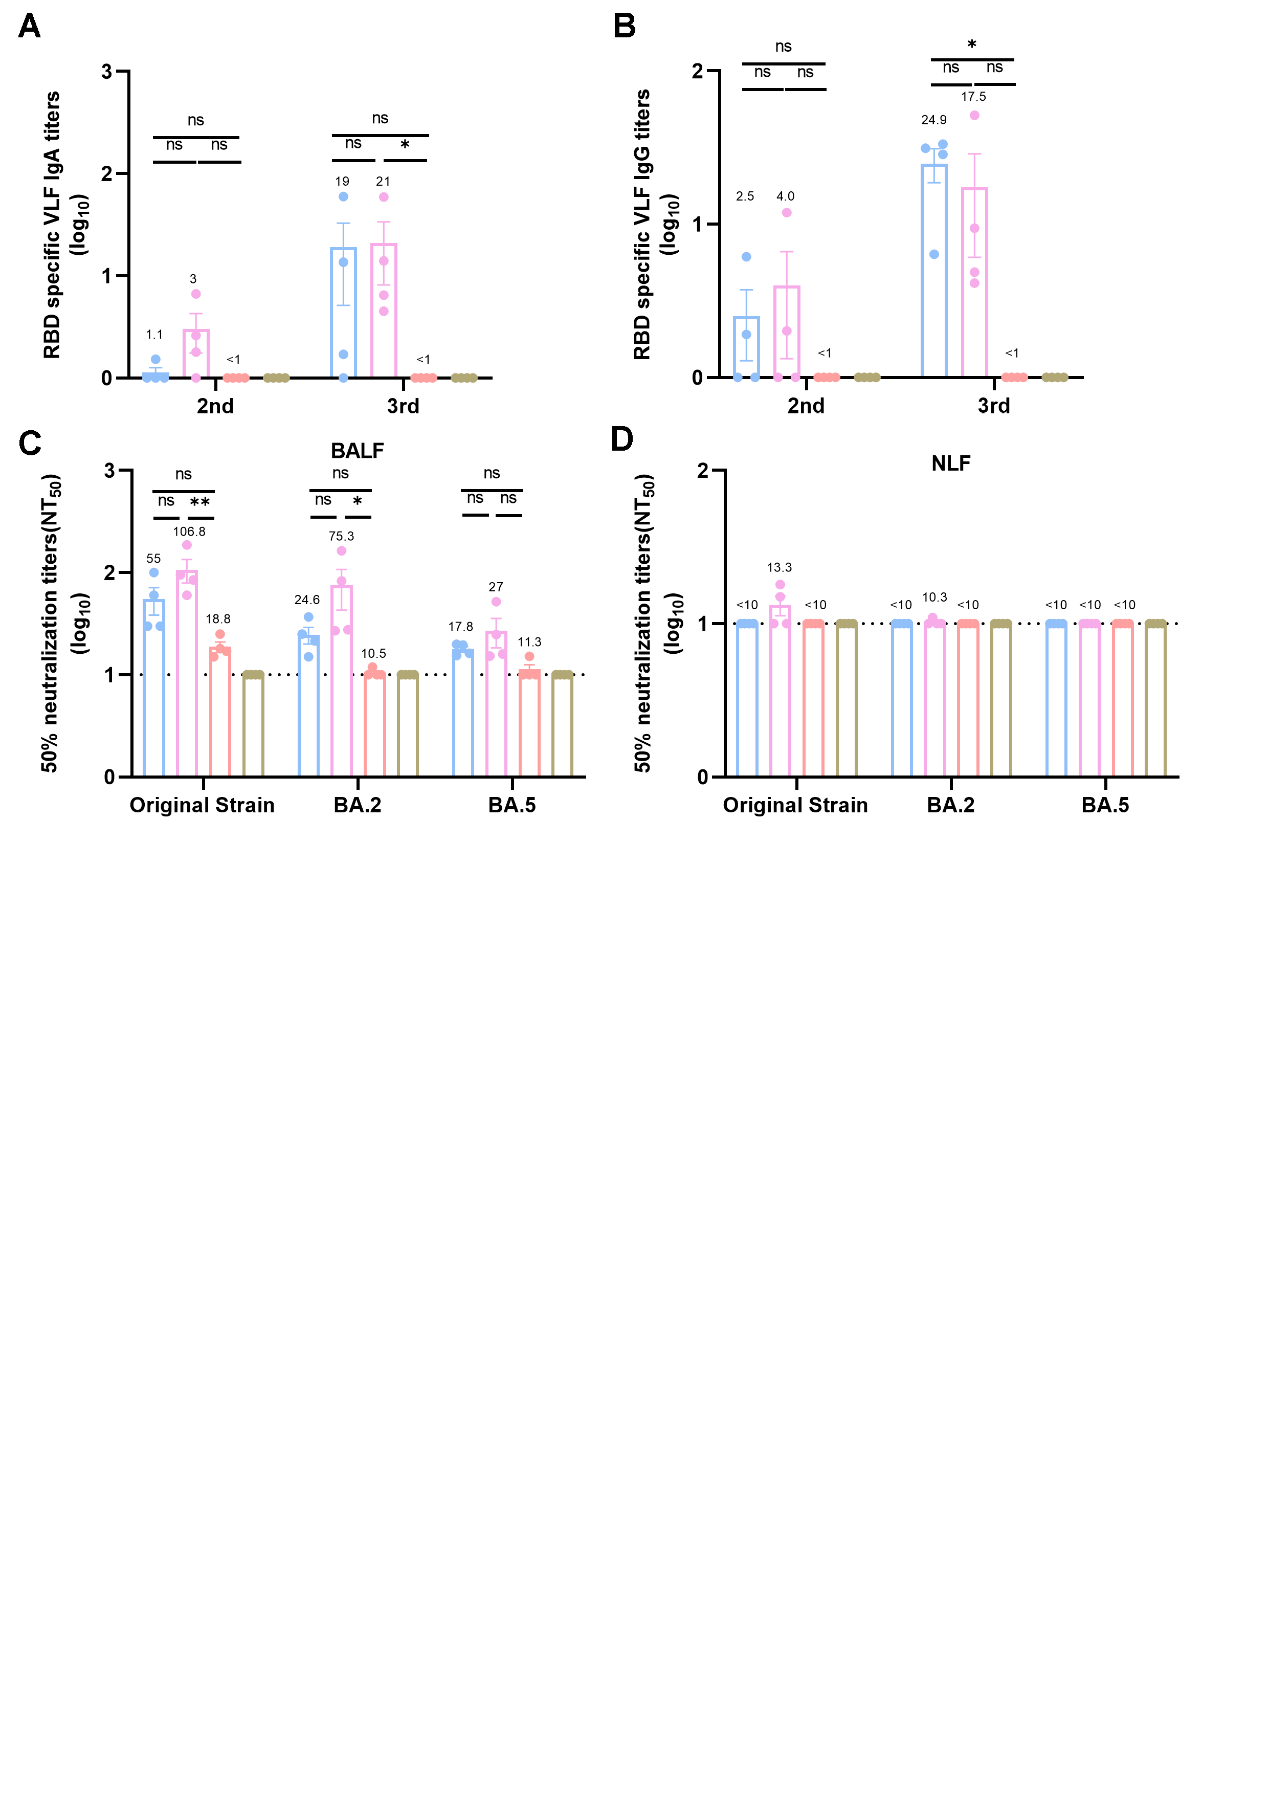 A
RBD specific VLF IgA titers
(log10)
3
2
1
0
ns
ns ns
1.1
3
<1
ns
ns *
19
21
<1
2nd
3rd
B
RBD specific VLF IgG titers
(log10)
2
1
0
ns
ns ns
2.5
4.0
<1
*
ns ns
24.9
17.5
<1
2nd
3rd
C
BALF
50% neutralization titers(NT50)
(log10)
3
2
1
0
ns
ns **
55
106.8
18.8
ns
ns *
24.6
75.3
10.5
ns
ns ns
17.8
27
11.3
Original Strain
BA.2
BA.5
D
NLF
50% neutralization titers(NT50)
(log10)
2
1
0
<10
13.3
<10
<10
10.3
<10
<10
<10
<10
Original Strain
BA.2
BA.5